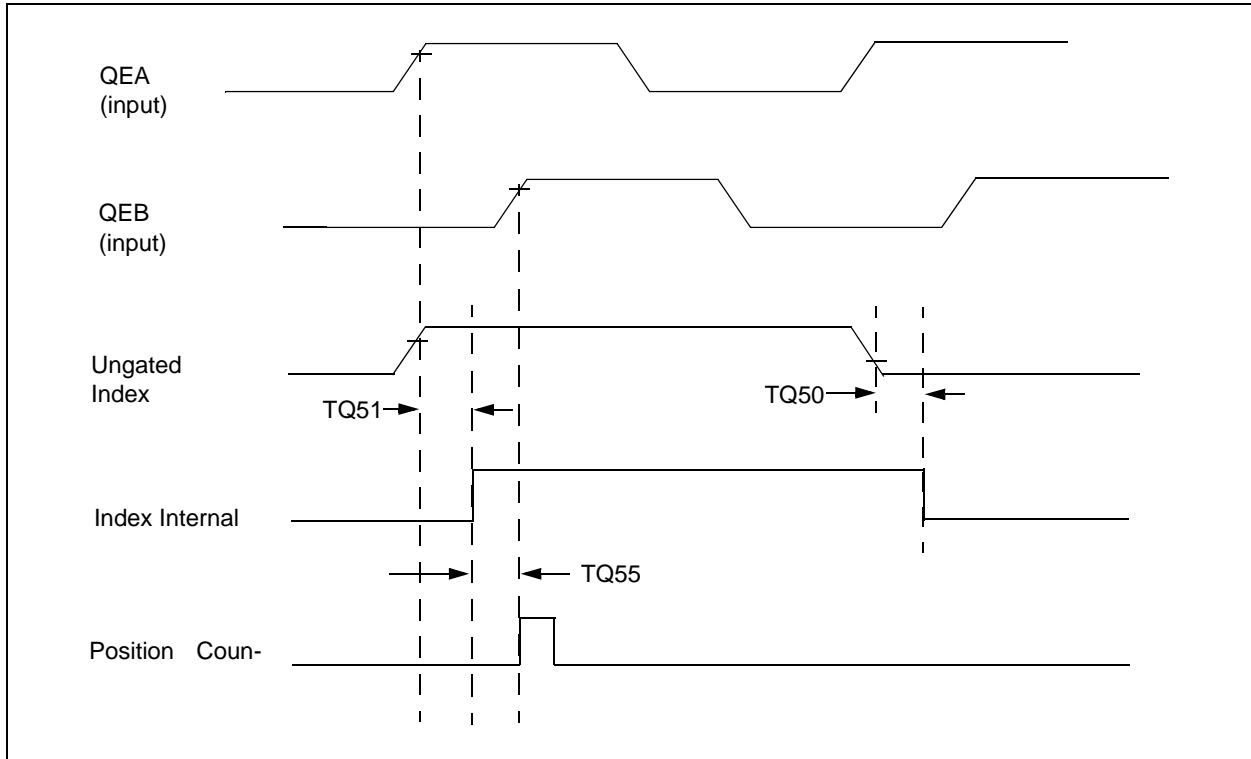 QEA
(input)
QEB
(input)
Ungated
Index
TQ51
TQ50
Index Internal
TQ55
Position Coun-